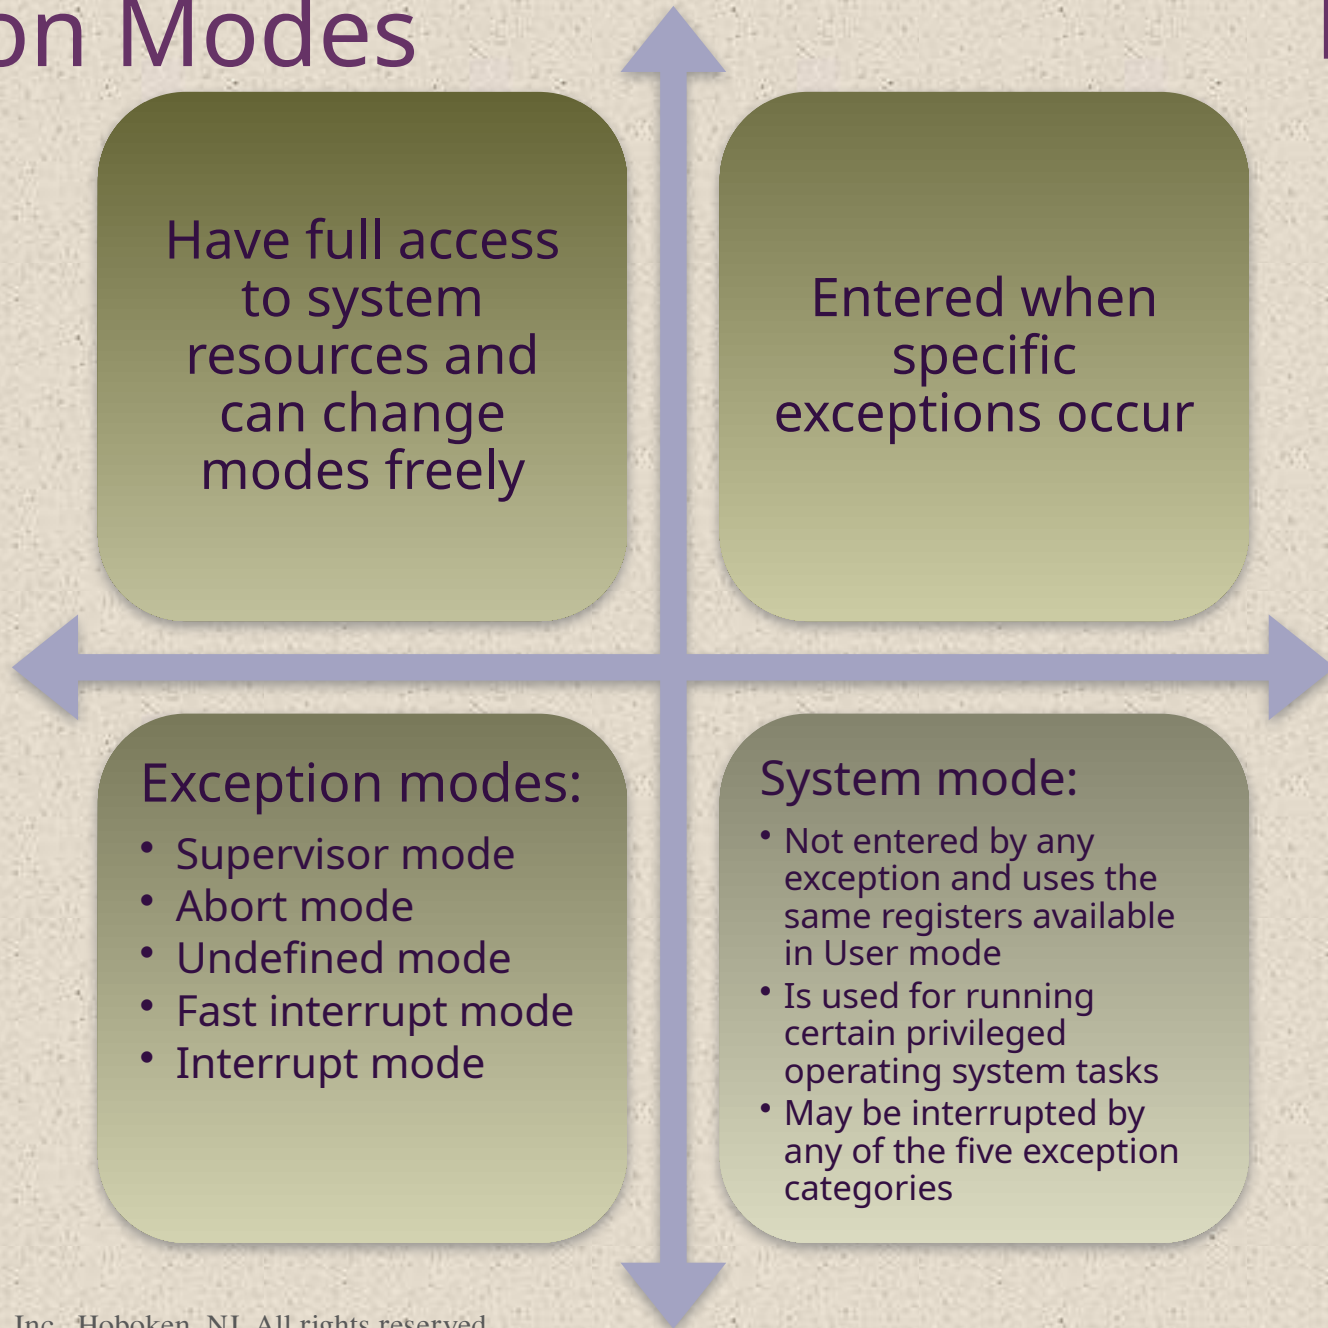 on Modes
Have full access
to system
resources and
can change
modes freely
Entered when
specific
exceptions occur
Exception modes:
• Supervisor mode
• Abort mode
• Undefined mode
• Fast interrupt mode
• Interrupt mode
System mode:
• Not entered by any
exception and uses the
same registers available
in User mode
• Is used for running
certain privileged
operating system tasks
• May be interrupted by
any of the five exception
categories
Inc., Hoboken, NJ. All rights reserved.